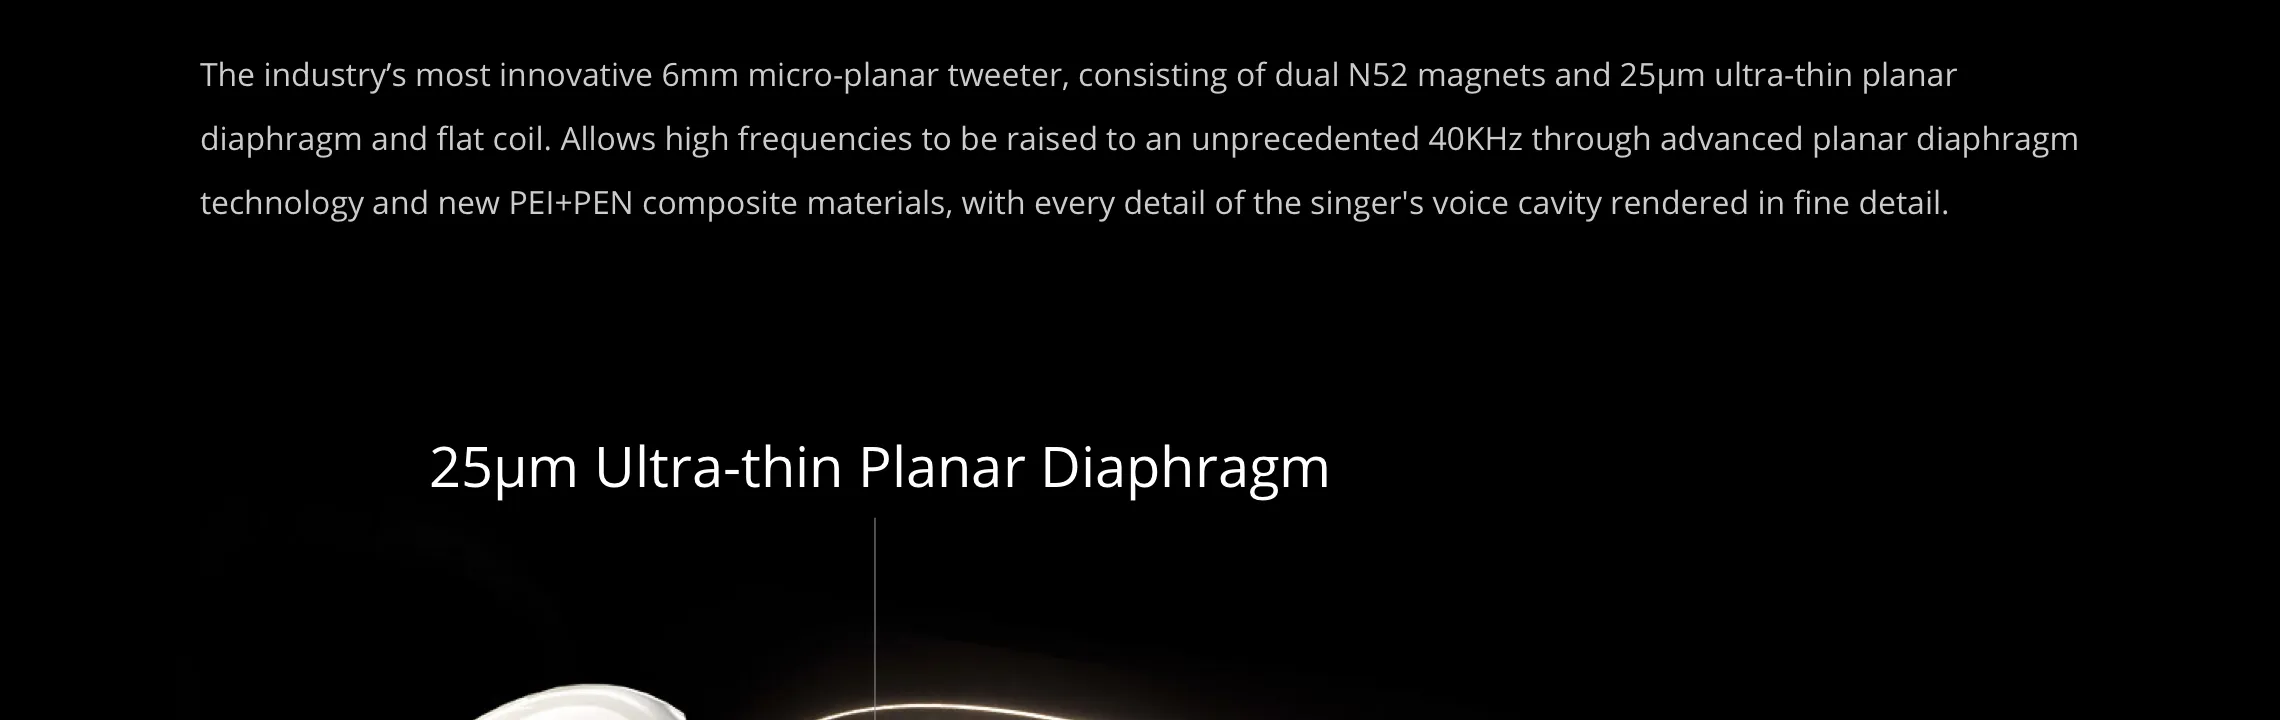 The industry’s most innovative 6mm micro-planar tweeter, consisting of dual N52 magnets and 25μm ultra-thin planar
diaphragm and flat coil. Allows high frequencies to be raised to an unprecedented 40KHz through advanced planar diaphragm
technology and new PEI+PEN composite materials, with every detail of the singer's voice cavity rendered in fine detail.
25μm Ultra-thin Planar Diaphragm